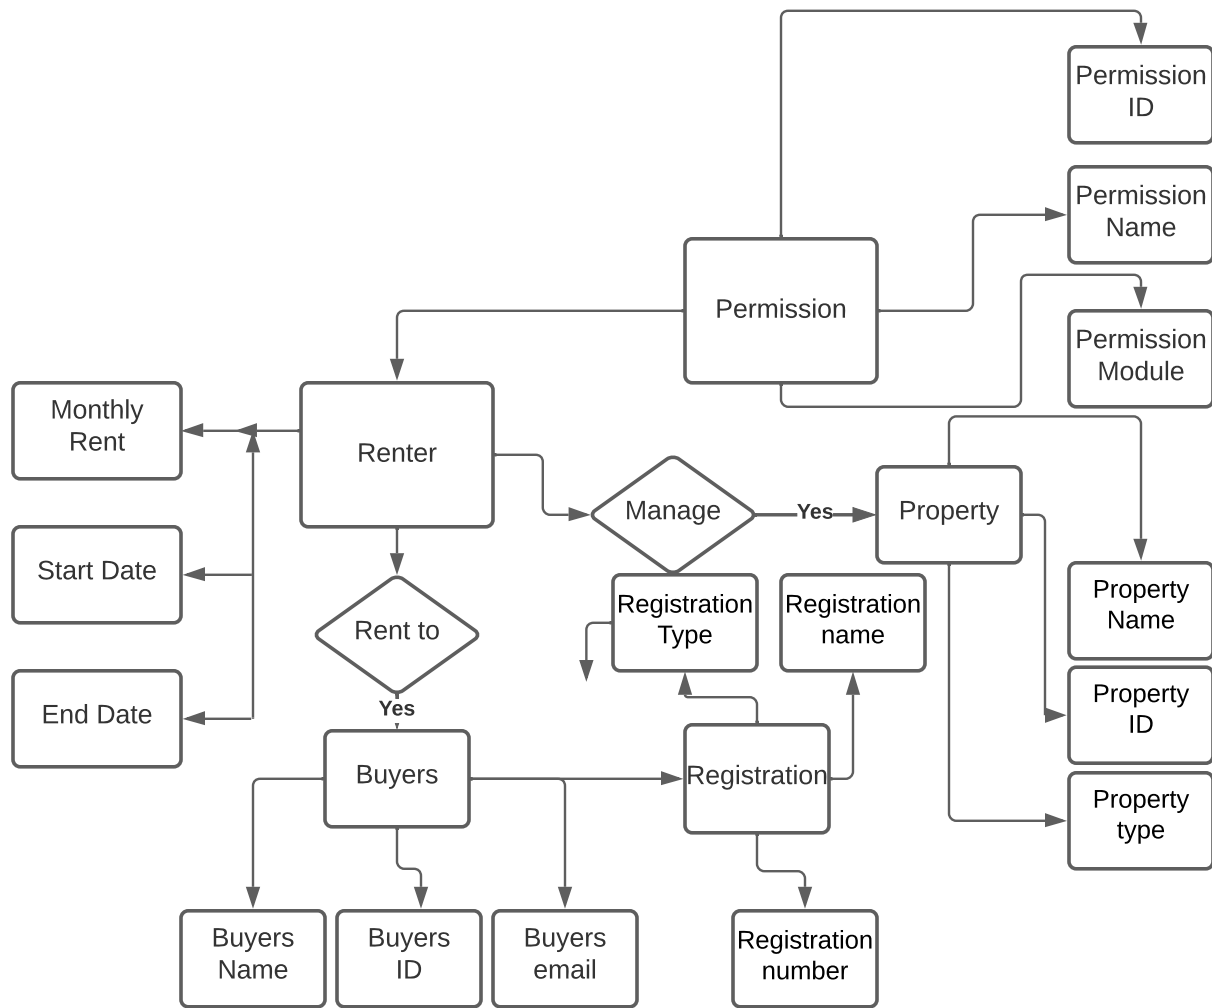 Permission
ID
Permission
Name
Permission
Permission
Module
Monthly
Rent
Renter
Manage
Yes
Property
Start Date
Rent to
Registration
Type
Registration
name
Property
Name
End Date
Yes
Property
ID
Buyers
Registration
Property
type
Buyers
Name
Buyers
ID
Buyers
email
Registration
number